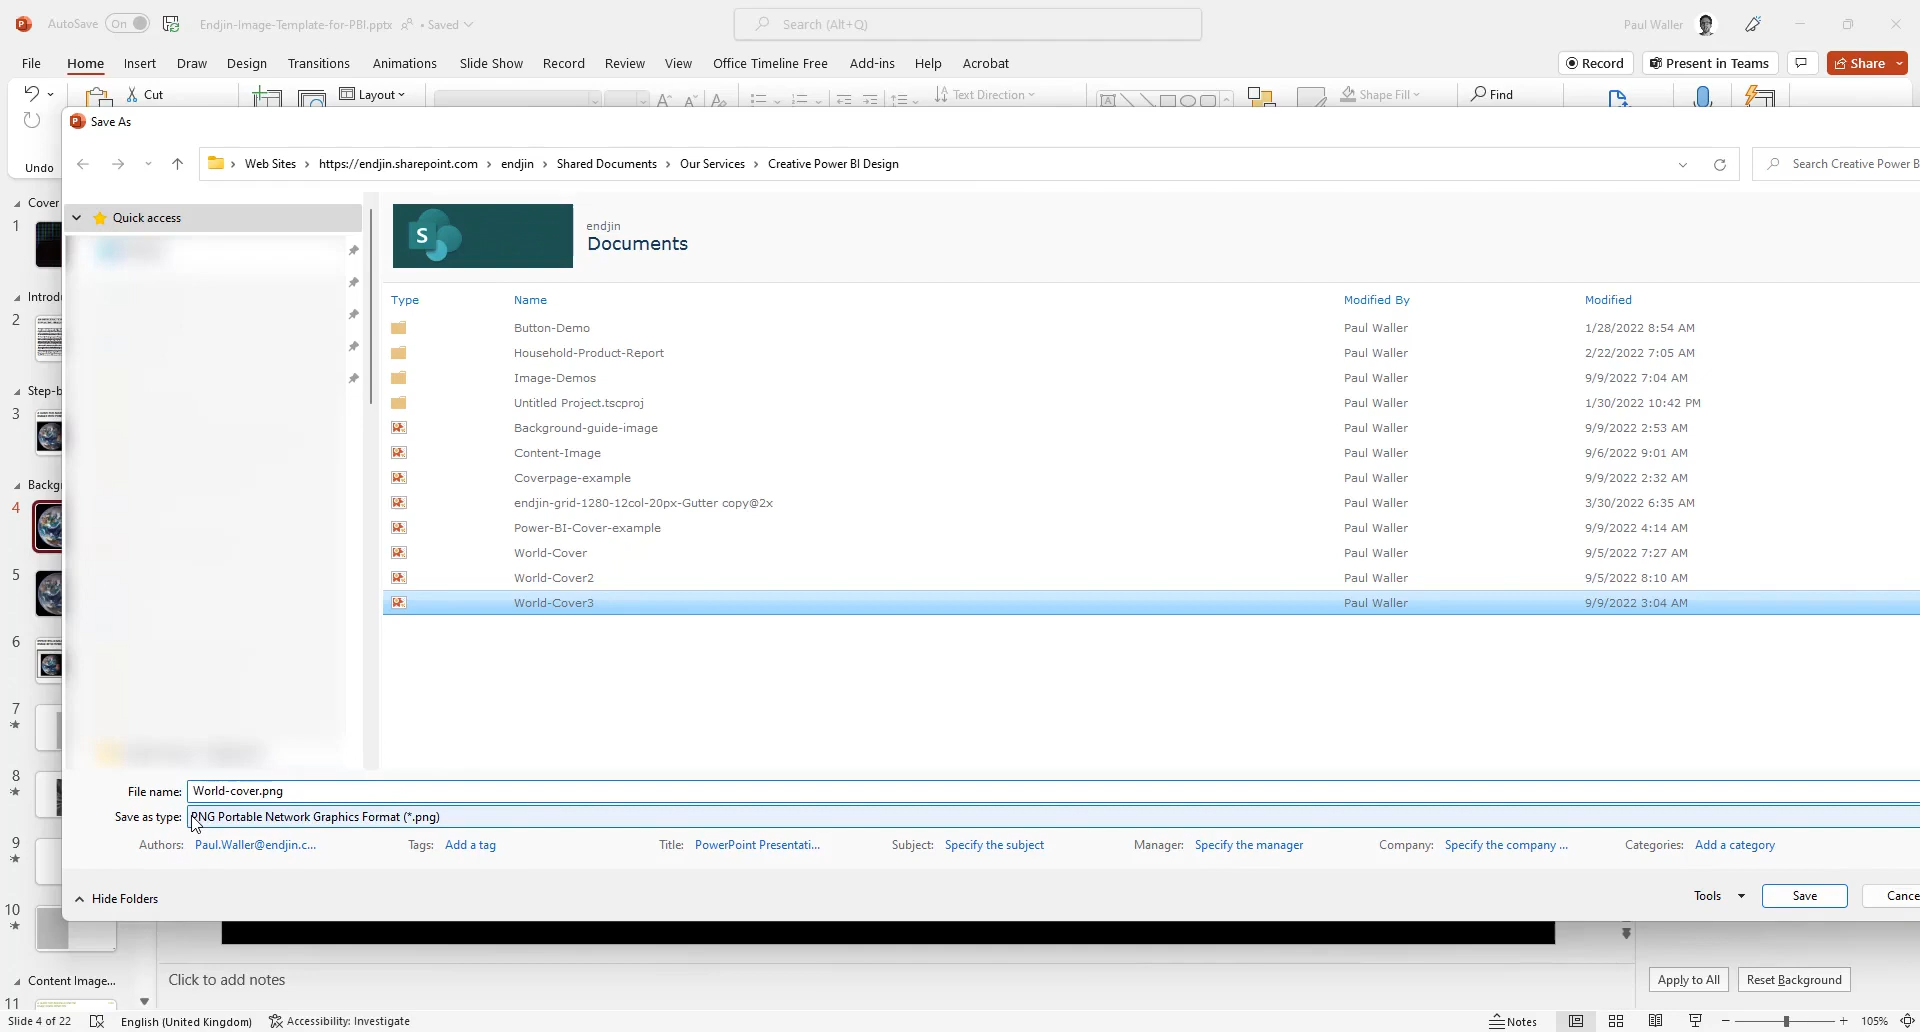 AutoSave On Endjin-Image-Template-for-PBI.pptx • Saved Search (Alt+Q) Paul Waller
File Home Insert Draw Design Transitions Animations Slide Show Record Review View Office Timeline Free Add-ins Help Acrobat Record Present in Teams Share
Cut Layout Text Direction Shape Fill Find
Undo
Save As
Web Sites › https://endjin.sharepoint.com › endjin › Shared Documents › Our Services › Creative Power BI Design
Search Creative Power B
Cover
1
Introdu
2
Step-b
3
Backg
4
5
6
7
8
9
10
Content Image...
11
Quick access
S
endjin
Documents
Type Name Modified By Modified
Button-Demo Paul Waller 1/28/2022 8:54 AM
Household-Product-Report Paul Waller 2/22/2022 7:05 AM
Image-Demos Paul Waller 9/9/2022 7:04 AM
Untitled Project.tscproj Paul Waller 1/30/2022 10:42 PM
Background-guide-image Paul Waller 9/9/2022 2:53 AM
Content-Image Paul Waller 9/6/2022 9:01 AM
Coverpage-example Paul Waller 9/9/2022 2:32 AM
endjin-grid-1280-12col-20px-Gutter copy@2x Paul Waller 3/30/2022 6:35 AM
Power-BI-Cover-example Paul Waller 9/9/2022 4:14 AM
World-Cover Paul Waller 9/5/2022 7:27 AM
World-Cover2 Paul Waller 9/5/2022 8:10 AM
World-Cover3 Paul Waller 9/9/2022 3:04 AM
File name: World-cover.png
Save as type: PNG Portable Network Graphics Format (*.png)
Authors: Paul.Waller@endjin.c... Tags: Add a tag Title: PowerPoint Presentati... Subject: Specify the subject Manager: Specify the manager Company: Specify the company ... Categories: Add a category
Hide Folders Tools Save Cance
Click to add notes
Apply to All Reset Background
Slide 4 of 22 English (United Kingdom) Accessibility: Investigate Notes 105%